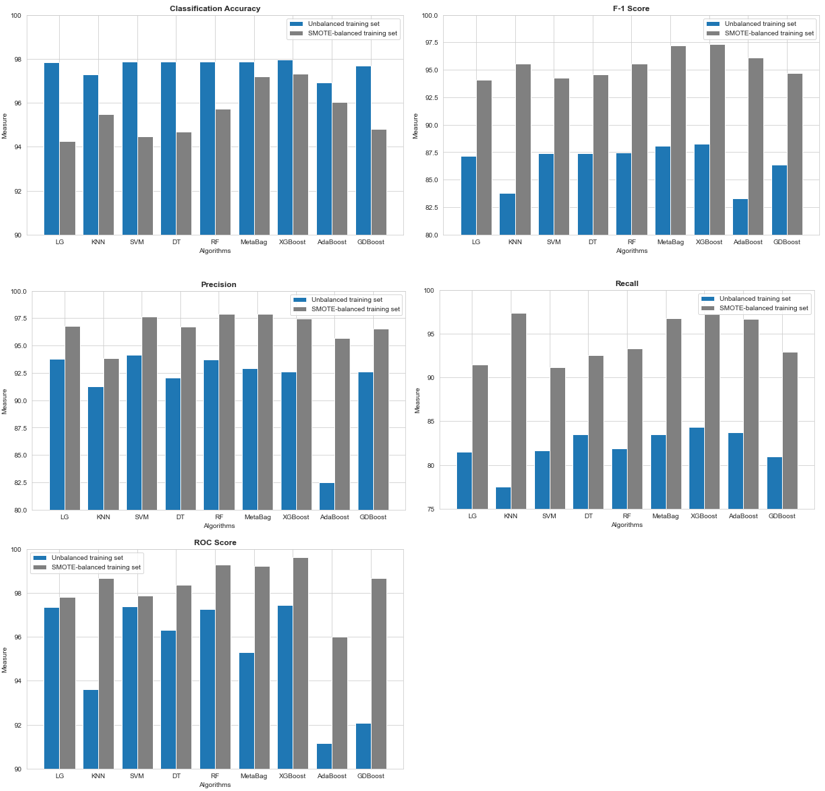 Classification Accuracy
100
98
96
94
92
90
Measure
Unbalanced training set
SMOTE-balanced training set
LG KNN SVM DT RF MetaBag XGBoost AdaBoost GDBoost
Algorithms
F-1 Score
100.0
97.5
95.0
92.5
90.0
87.5
85.0
82.5
80.0
Measure
Unbalanced training set
SMOTE-balanced training set
LG KNN SVM DT RF MetaBag XGBoost AdaBoost GDBoost
Algorithms
Precision
100.0
97.5
95.0
92.5
90.0
87.5
85.0
82.5
80.0
Measure
Unbalanced training set
SMOTE-balanced training set
LG KNN SVM DT RF MetaBag XGBoost AdaBoost GDBoost
Algorithms
Recall
100
95
90
85
80
75
Measure
Unbalanced training set
SMOTE-balanced training set
LG KNN SVM DT RF MetaBag XGBoost AdaBoost GDBoost
Algorithms
ROC Score
100
98
96
94
92
90
Measure
Unbalanced training set
SMOTE-balanced training set
LG KNN SVM DT RF MetaBag XGBoost AdaBoost GDBoost
Algorithms